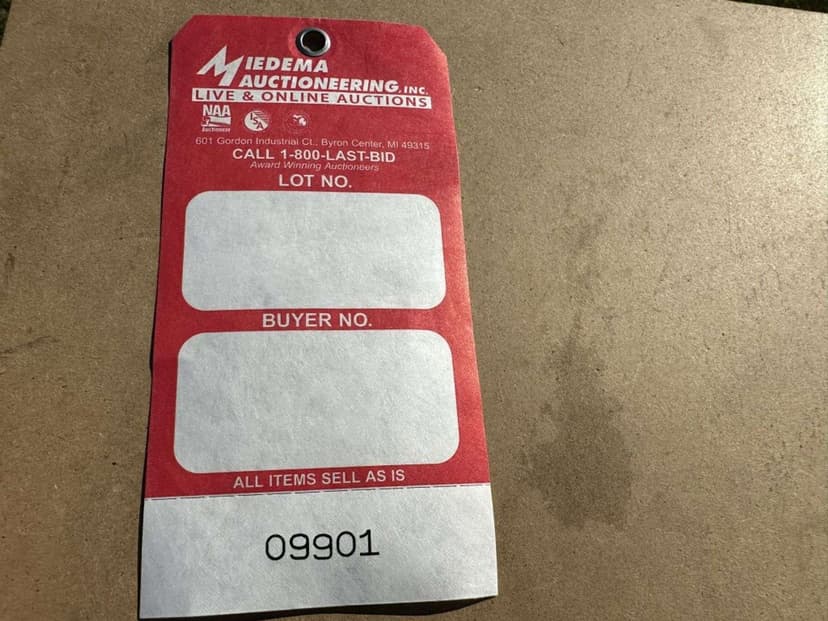 MIEDEMA
AUCTIONEERING, INC.
LIVE & ONLINE AUCTIONS
NAA
Auctioneer
601 Gordon Industrial Ct., Byron Center, MI 49315
CALL 1-800-LAST-BID
Award Winning Auctioneers
LOT NO.
BUYER NO.
ALL ITEMS SELL AS IS
09901